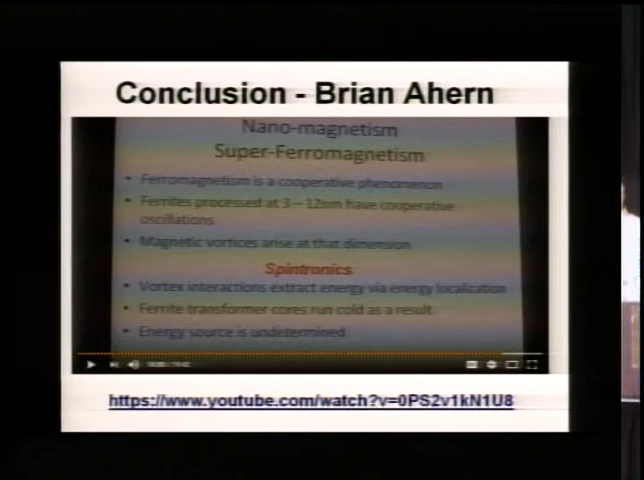 Conclusion - Brian Ahern
Nano-magnetism
Super-Ferromagnetism
• Ferromagnetism is a cooperative phenomenon
• Ferrites processed at 3 – 12nm have cooperative
oscillations
• Magnetic vortices arise at that dimension
Spintronics
• Vortex interactions extract energy via energy localization
• Ferrite transformer cores run cold as a result
• Energy source is undetermined
https://www.youtube.com/watch?v=0PS2v1kN1U8